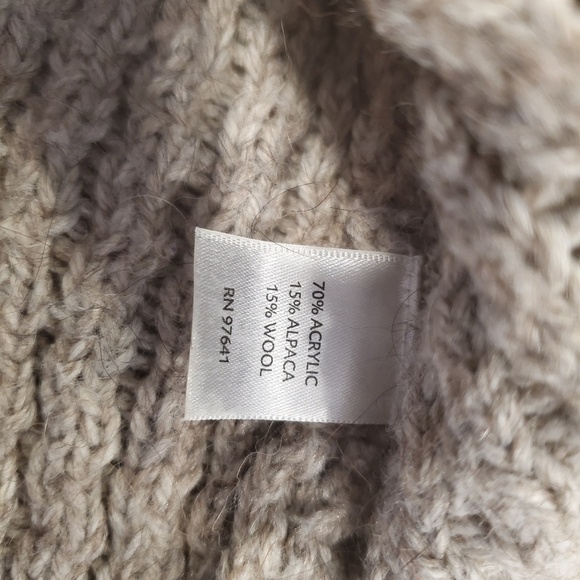 70% ACRYLIC
15% ALPACA
15% WOOL
RN 97641